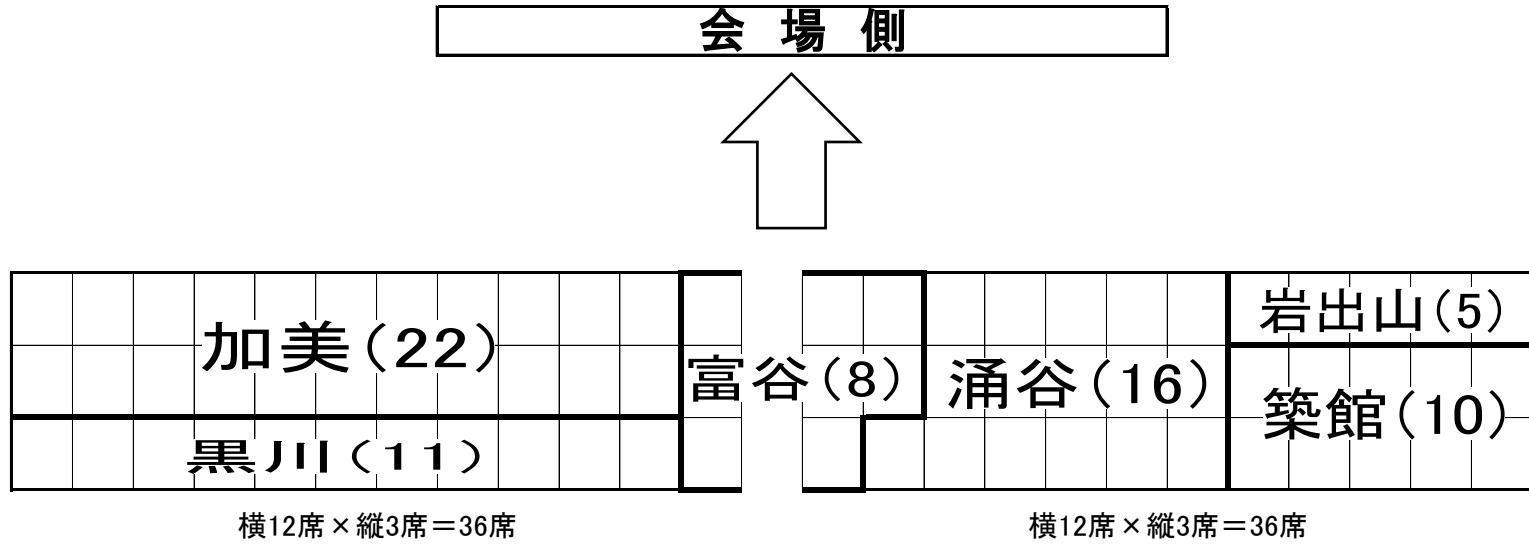 会場側
加美(22)
黒川(11)
富谷(8)
涌谷(16)
岩出山(5)
築館(10)
横12席×縦3席＝36席
横12席×縦3席＝36席